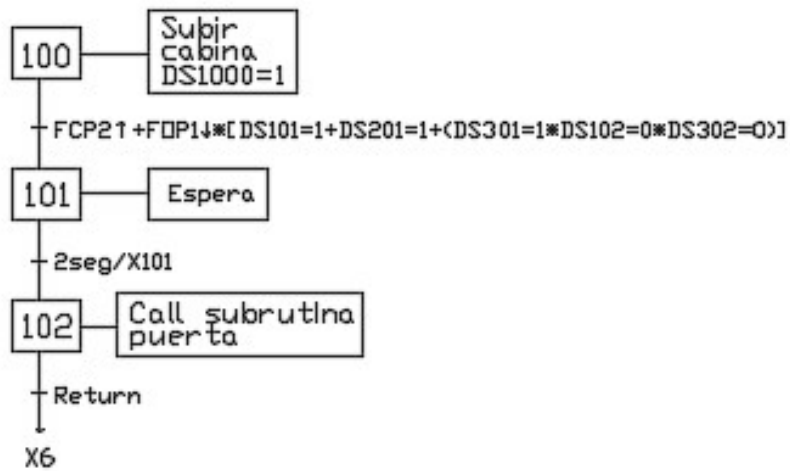 100
Subir
cabina
DS1000=1
FCP2↑+FOP1↓*[DS101=1+DS201=1+(DS301=1*DS102=0*DS302=0)]
101
Espera
2seg/X101
102
Call subrutIna
puerta
Return
X6